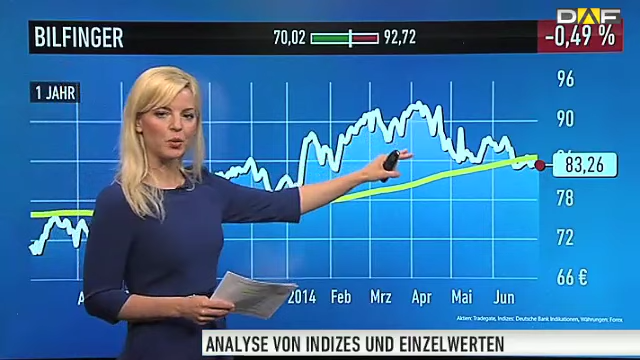 DAF
BILFINGER 70,02 92,72 -0,49 %
1 JAHR
96
90
83,26
78
72
66 €
2014 Feb Mrz Apr Mai Jun
Aktien: Tradegate, Indizes: Deutsche Bank Indikationen, Währungen: Forex
ANALYSE VON INDIZES UND EINZELWERTEN